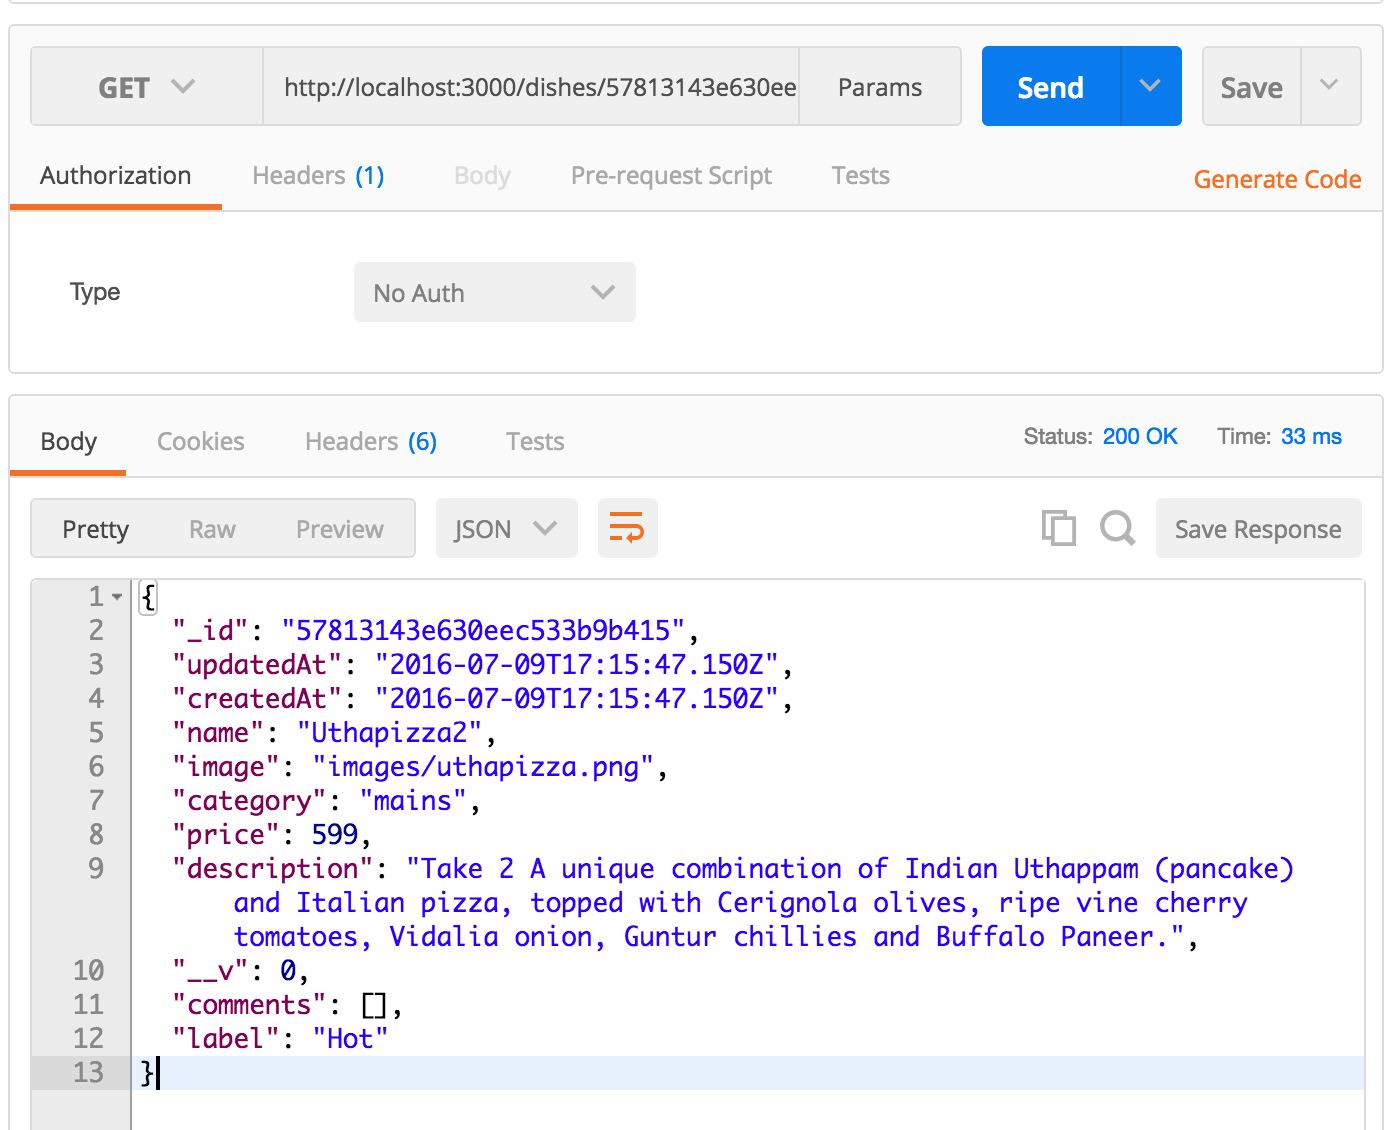 GET http://localhost:3000/dishes/57813143e630ee Params Send Save
Authorization Headers (1) Body Pre-request Script Tests Generate Code
Type No Auth
Body Cookies Headers (6) Tests Status: 200 OK Time: 33 ms
Pretty Raw Preview JSON Save Response
1 {
2 "_id": "57813143e630eec533b9b415",
3 "updatedAt": "2016-07-09T17:15:47.150Z",
4 "createdAt": "2016-07-09T17:15:47.150Z",
5 "name": "Uthapizza2",
6 "image": "images/uthapizza.png",
7 "category": "mains",
8 "price": 599,
9 "description": "Take 2 A unique combination of Indian Uthappam (pancake)
and Italian pizza, topped with Cerignola olives, ripe vine cherry
tomatoes, Vidalia onion, Guntur chillies and Buffalo Paneer.",
10 "__v": 0,
11 "comments": [],
12 "label": "Hot"
13 }